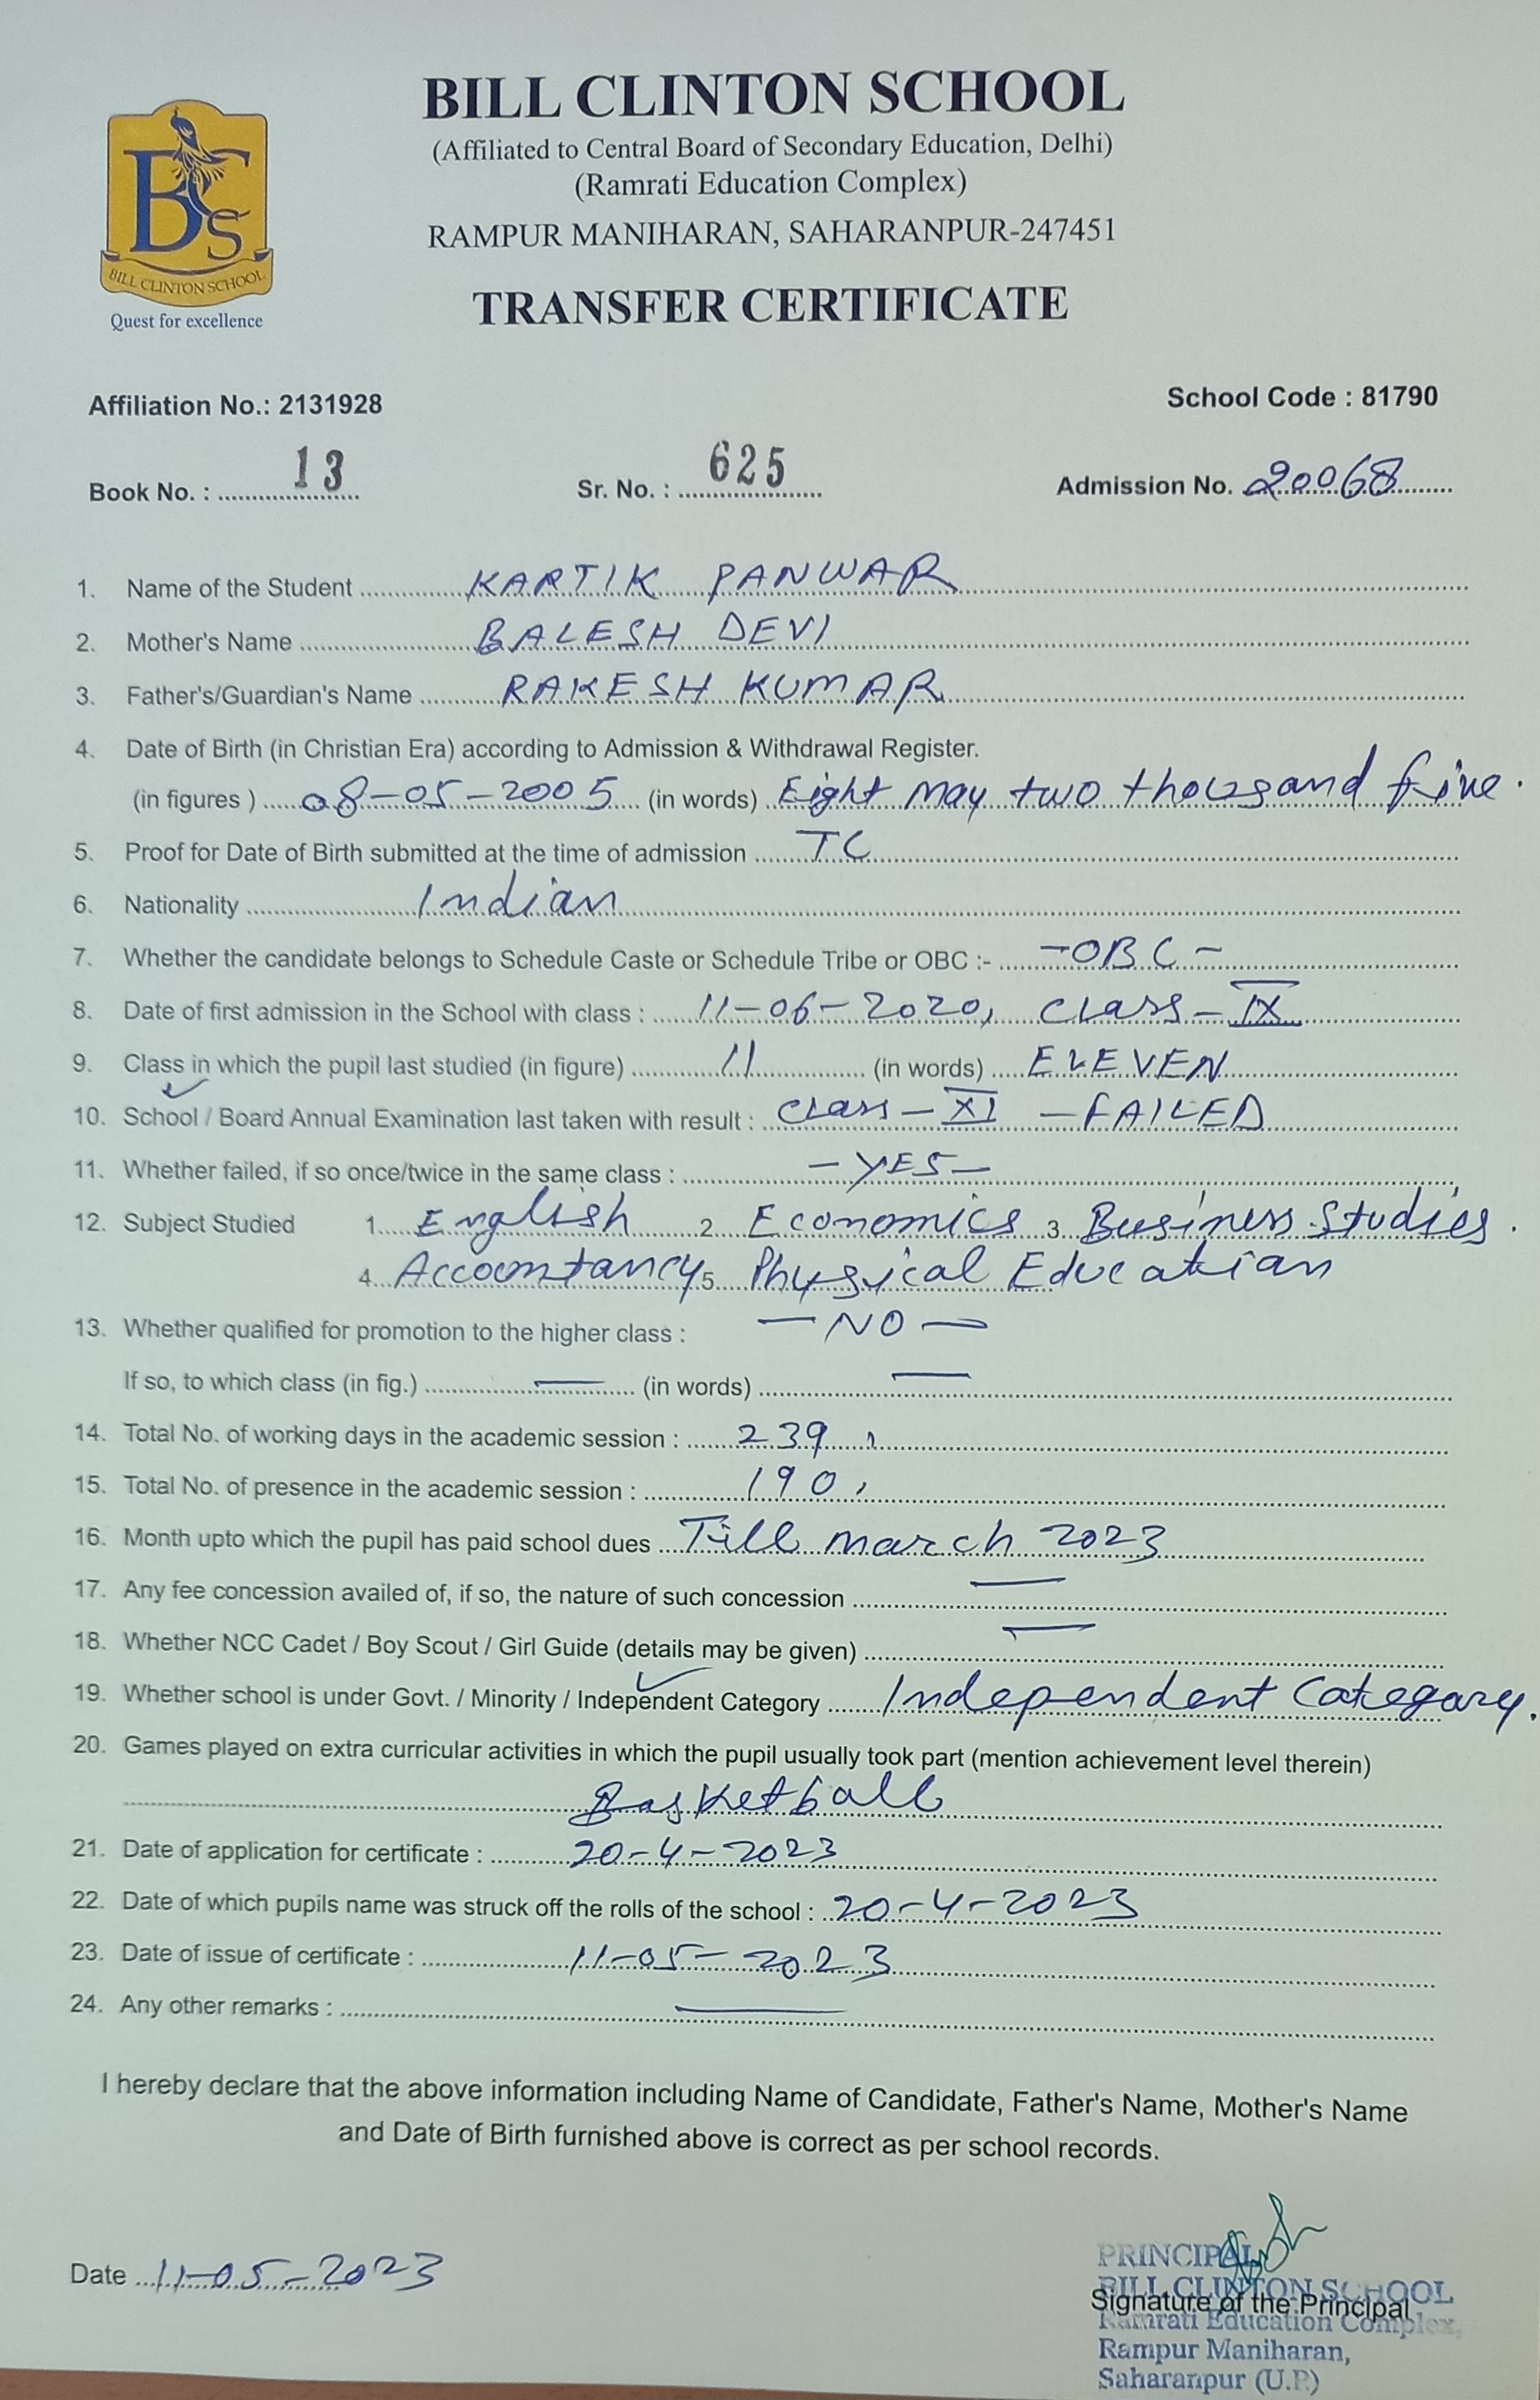 BILL CLINTON SCHOOL
(Affiliated to Central Board of Secondary Education, Delhi)
(Ramrati Education Complex)
RAMPUR MANIHARAN, SAHARANPUR-247451
TRANSFER CERTIFICATE
BCS
BILL CLINTON SCHOOL
Quest for excellence
Affiliation No.: 2131928 School Code : 81790
Book No. : 13 Sr. No. : 625 Admission No. 20068
1. Name of the Student KARTIK PANWAR
2. Mother's Name BALESH DEVI
3. Father's/Guardian's Name RAKESH KUMAR
4. Date of Birth (in Christian Era) according to Admission & Withdrawal Register.
(in figures ) 08-05-2005 (in words) Eight may two thousand five.
5. Proof for Date of Birth submitted at the time of admission TC
6. Nationality Indian
7. Whether the candidate belongs to Schedule Caste or Schedule Tribe or OBC :- -OBC-
8. Date of first admission in the School with class : 11-06-2020, class-IX
9. Class in which the pupil last studied (in figure) 11 (in words) ELEVEN
10. School / Board Annual Examination last taken with result : class-XI -FAILED
11. Whether failed, if so once/twice in the same class : -YES-
12. Subject Studied 1. English 2. Economics 3. Business Studies.
4. Accountancy 5. Physical Education
13. Whether qualified for promotion to the higher class : -NO-
If so, to which class (in fig.) — (in words) —
14. Total No. of working days in the academic session : 239,
15. Total No. of presence in the academic session : 190,
16. Month upto which the pupil has paid school dues Till march 2023
17. Any fee concession availed of, if so, the nature of such concession —
18. Whether NCC Cadet / Boy Scout / Girl Guide (details may be given) —
19. Whether school is under Govt. / Minority / Independent Category Independent Category.
20. Games played on extra curricular activities in which the pupil usually took part (mention achievement level therein)
Basketball
21. Date of application for certificate : 20-4-2023
22. Date of which pupils name was struck off the rolls of the school : 20-4-2023
23. Date of issue of certificate : 11-05-2023
24. Any other remarks : —
I hereby declare that the above information including Name of Candidate, Father's Name, Mother's Name
and Date of Birth furnished above is correct as per school records.
Date 11-05-2023
PRINCIPAL
BILL CLINTON SCHOOL
Signature of the Principal
Ramrati Education Complex,
Rampur Maniharan,
Saharanpur (U.P.)